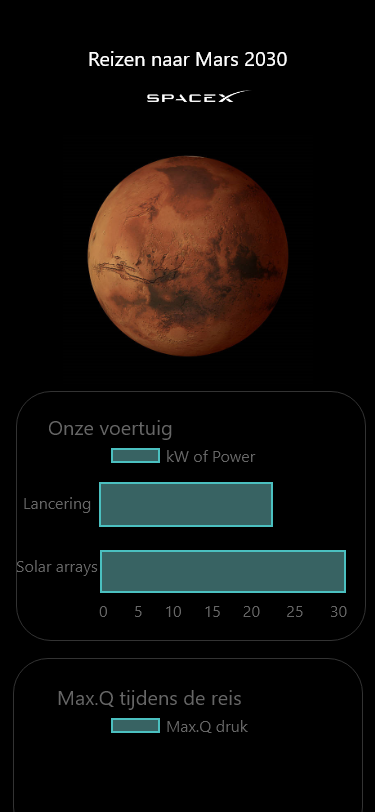 Reizen naar Mars 2030
SPACEX
Onze voertuig
kW of Power
Lancering
Solar arrays
0 5 10 15 20 25 30
Max.Q tijdens de reis
Max.Q druk